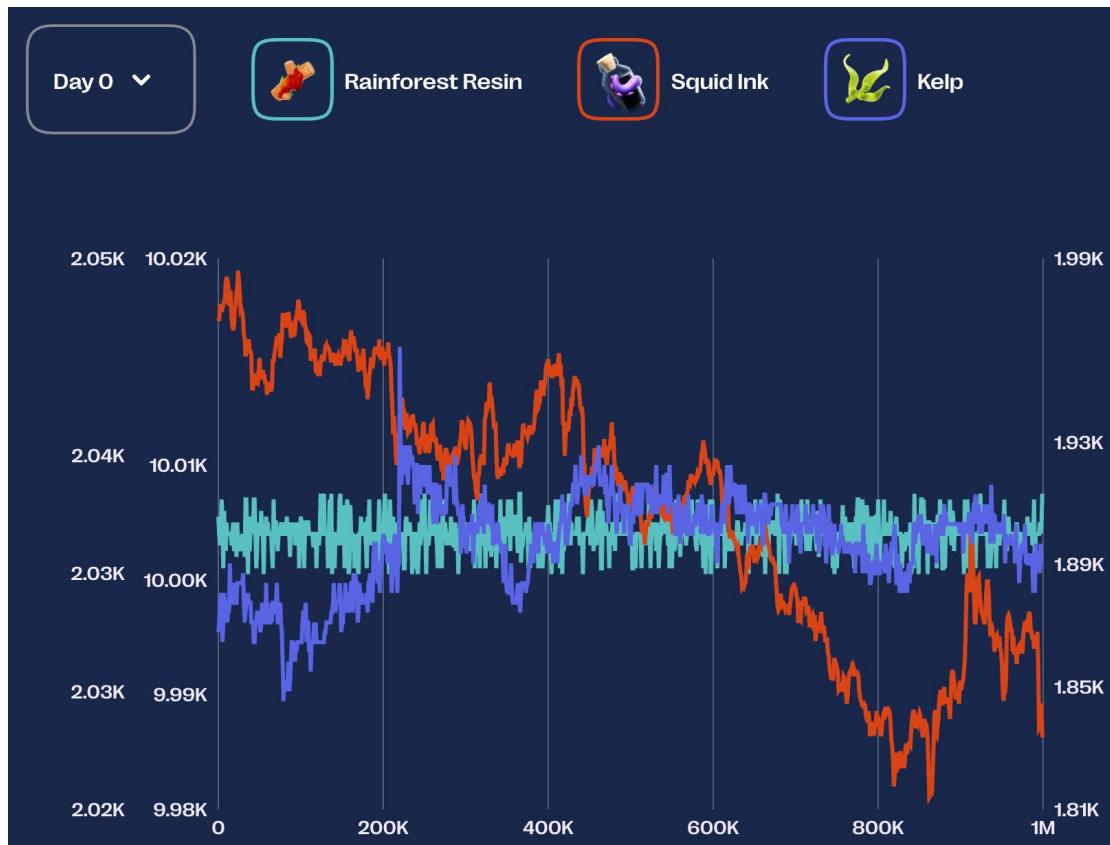 Day 0
Rainforest Resin
Squid Ink
Kelp
2.05K 10.02K 1.99K
2.04K 10.01K 1.93K
2.03K 10.00K 1.89K
2.03K 9.99K 1.85K
2.02K 9.98K 1.81K
0 200K 400K 600K 800K 1M